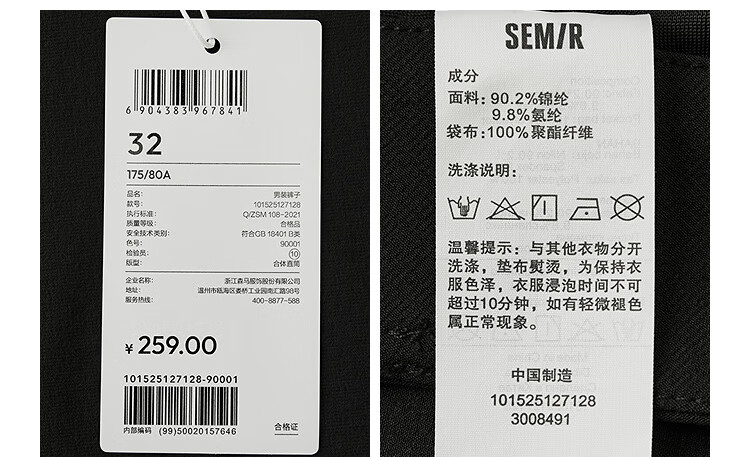 6 904383 967841
32
175/80A
品名: 男装裤子
款号: 101525127128
执行标准: Q/ZSM 108-2021
质量等级: 合格品
安全技术类别: 符合GB 18401 B类
色号: 90001
检验员: 10
版型: 合体直筒
企业名称: 浙江森马服饰股份有限公司
地址: 温州市瓯海区娄桥工业园南汇路98号
服务热线: 400-8877-588
¥ 259.00
101525127128-90001
内部编码 (99)50020157646
合格证
SEMIR
成分
面料: 90.2%锦纶
9.8%氨纶
袋布: 100%聚酯纤维
洗涤说明:
温馨提示: 与其他衣物分开
洗涤, 垫布熨烫, 为保持衣
服色泽, 衣服浸泡时间不可
超过10分钟, 如有轻微褪色
属正常现象。
中国制造
101525127128
3008491